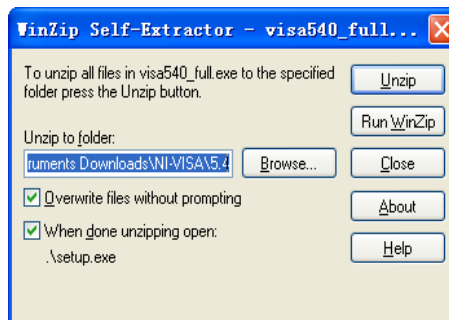 WinZip Self-Extractor - visa540_full...
To unzip all files in visa540_full.exe to the specified
folder press the Unzip button.
Unzip to folder:
ruments Downloads\NI-VISA\5.4
Browse...
Overwrite files without prompting
When done unzipping open:
.\setup.exe
Unzip
Run WinZip
Close
About
Help